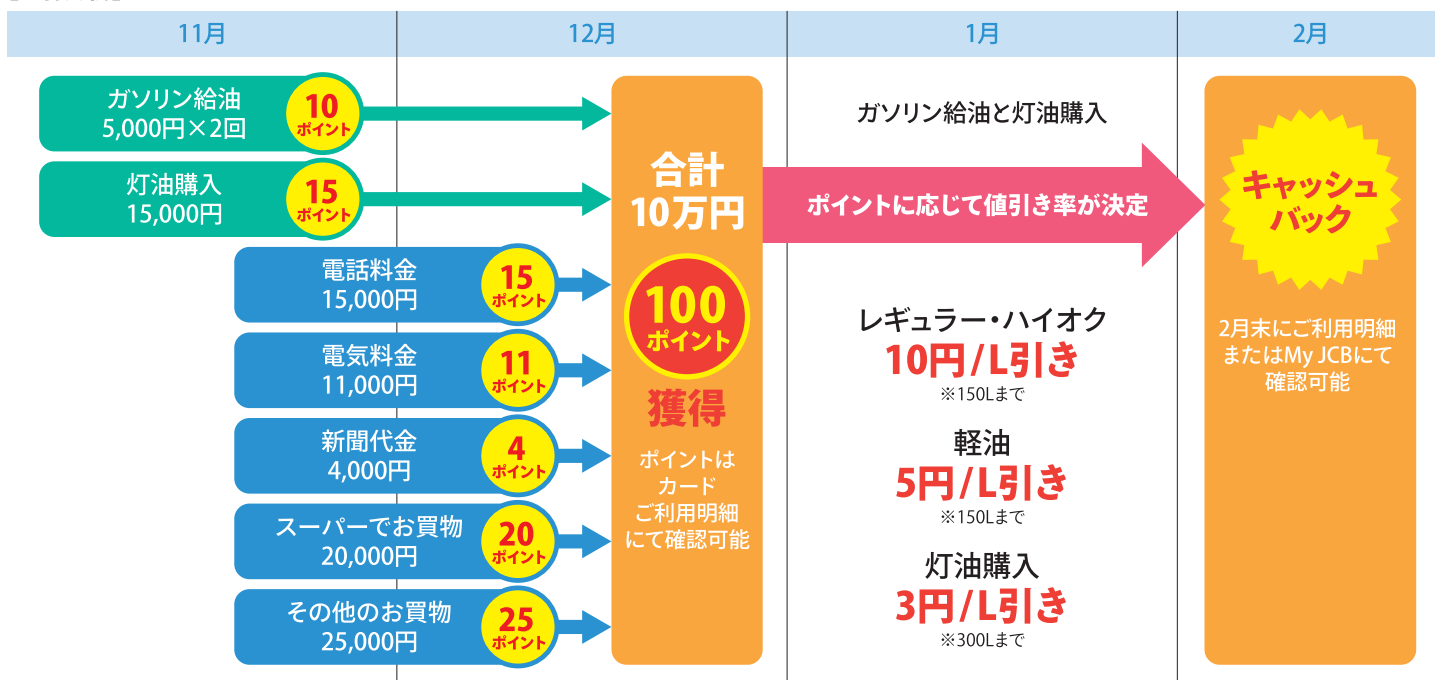 11月
12月
1月
2月
ガソリン給油
5,000円×2回
10
ポイント
灯油購入
15,000円
15
ポイント
電話料金
15,000円
15
ポイント
電気料金
11,000円
11
ポイント
新聞代金
4,000円
4
ポイント
スーパーでお買物
20,000円
20
ポイント
その他のお買物
25,000円
25
ポイント
合計
10万円
100
ポイント
獲得
ポイントは
カード
ご利用明細
にて確認可能
ガソリン給油と灯油購入
ポイントに応じて値引き率が決定
レギュラー・ハイオク
10円/L引き
※150Lまで
軽油
5円/L引き
※150Lまで
灯油購入
3円/L引き
※300Lまで
キャッシュ
バック
2月末にご利用明細
またはMy JCBにて
確認可能